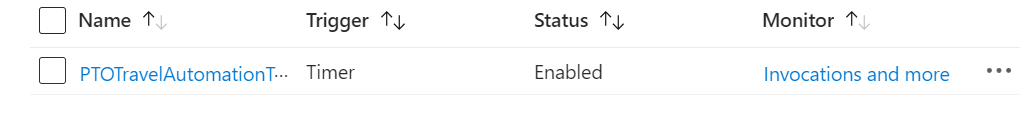 Name Trigger Status Monitor
PTOTravelAutomationT··· Timer Enabled Invocations and more ···